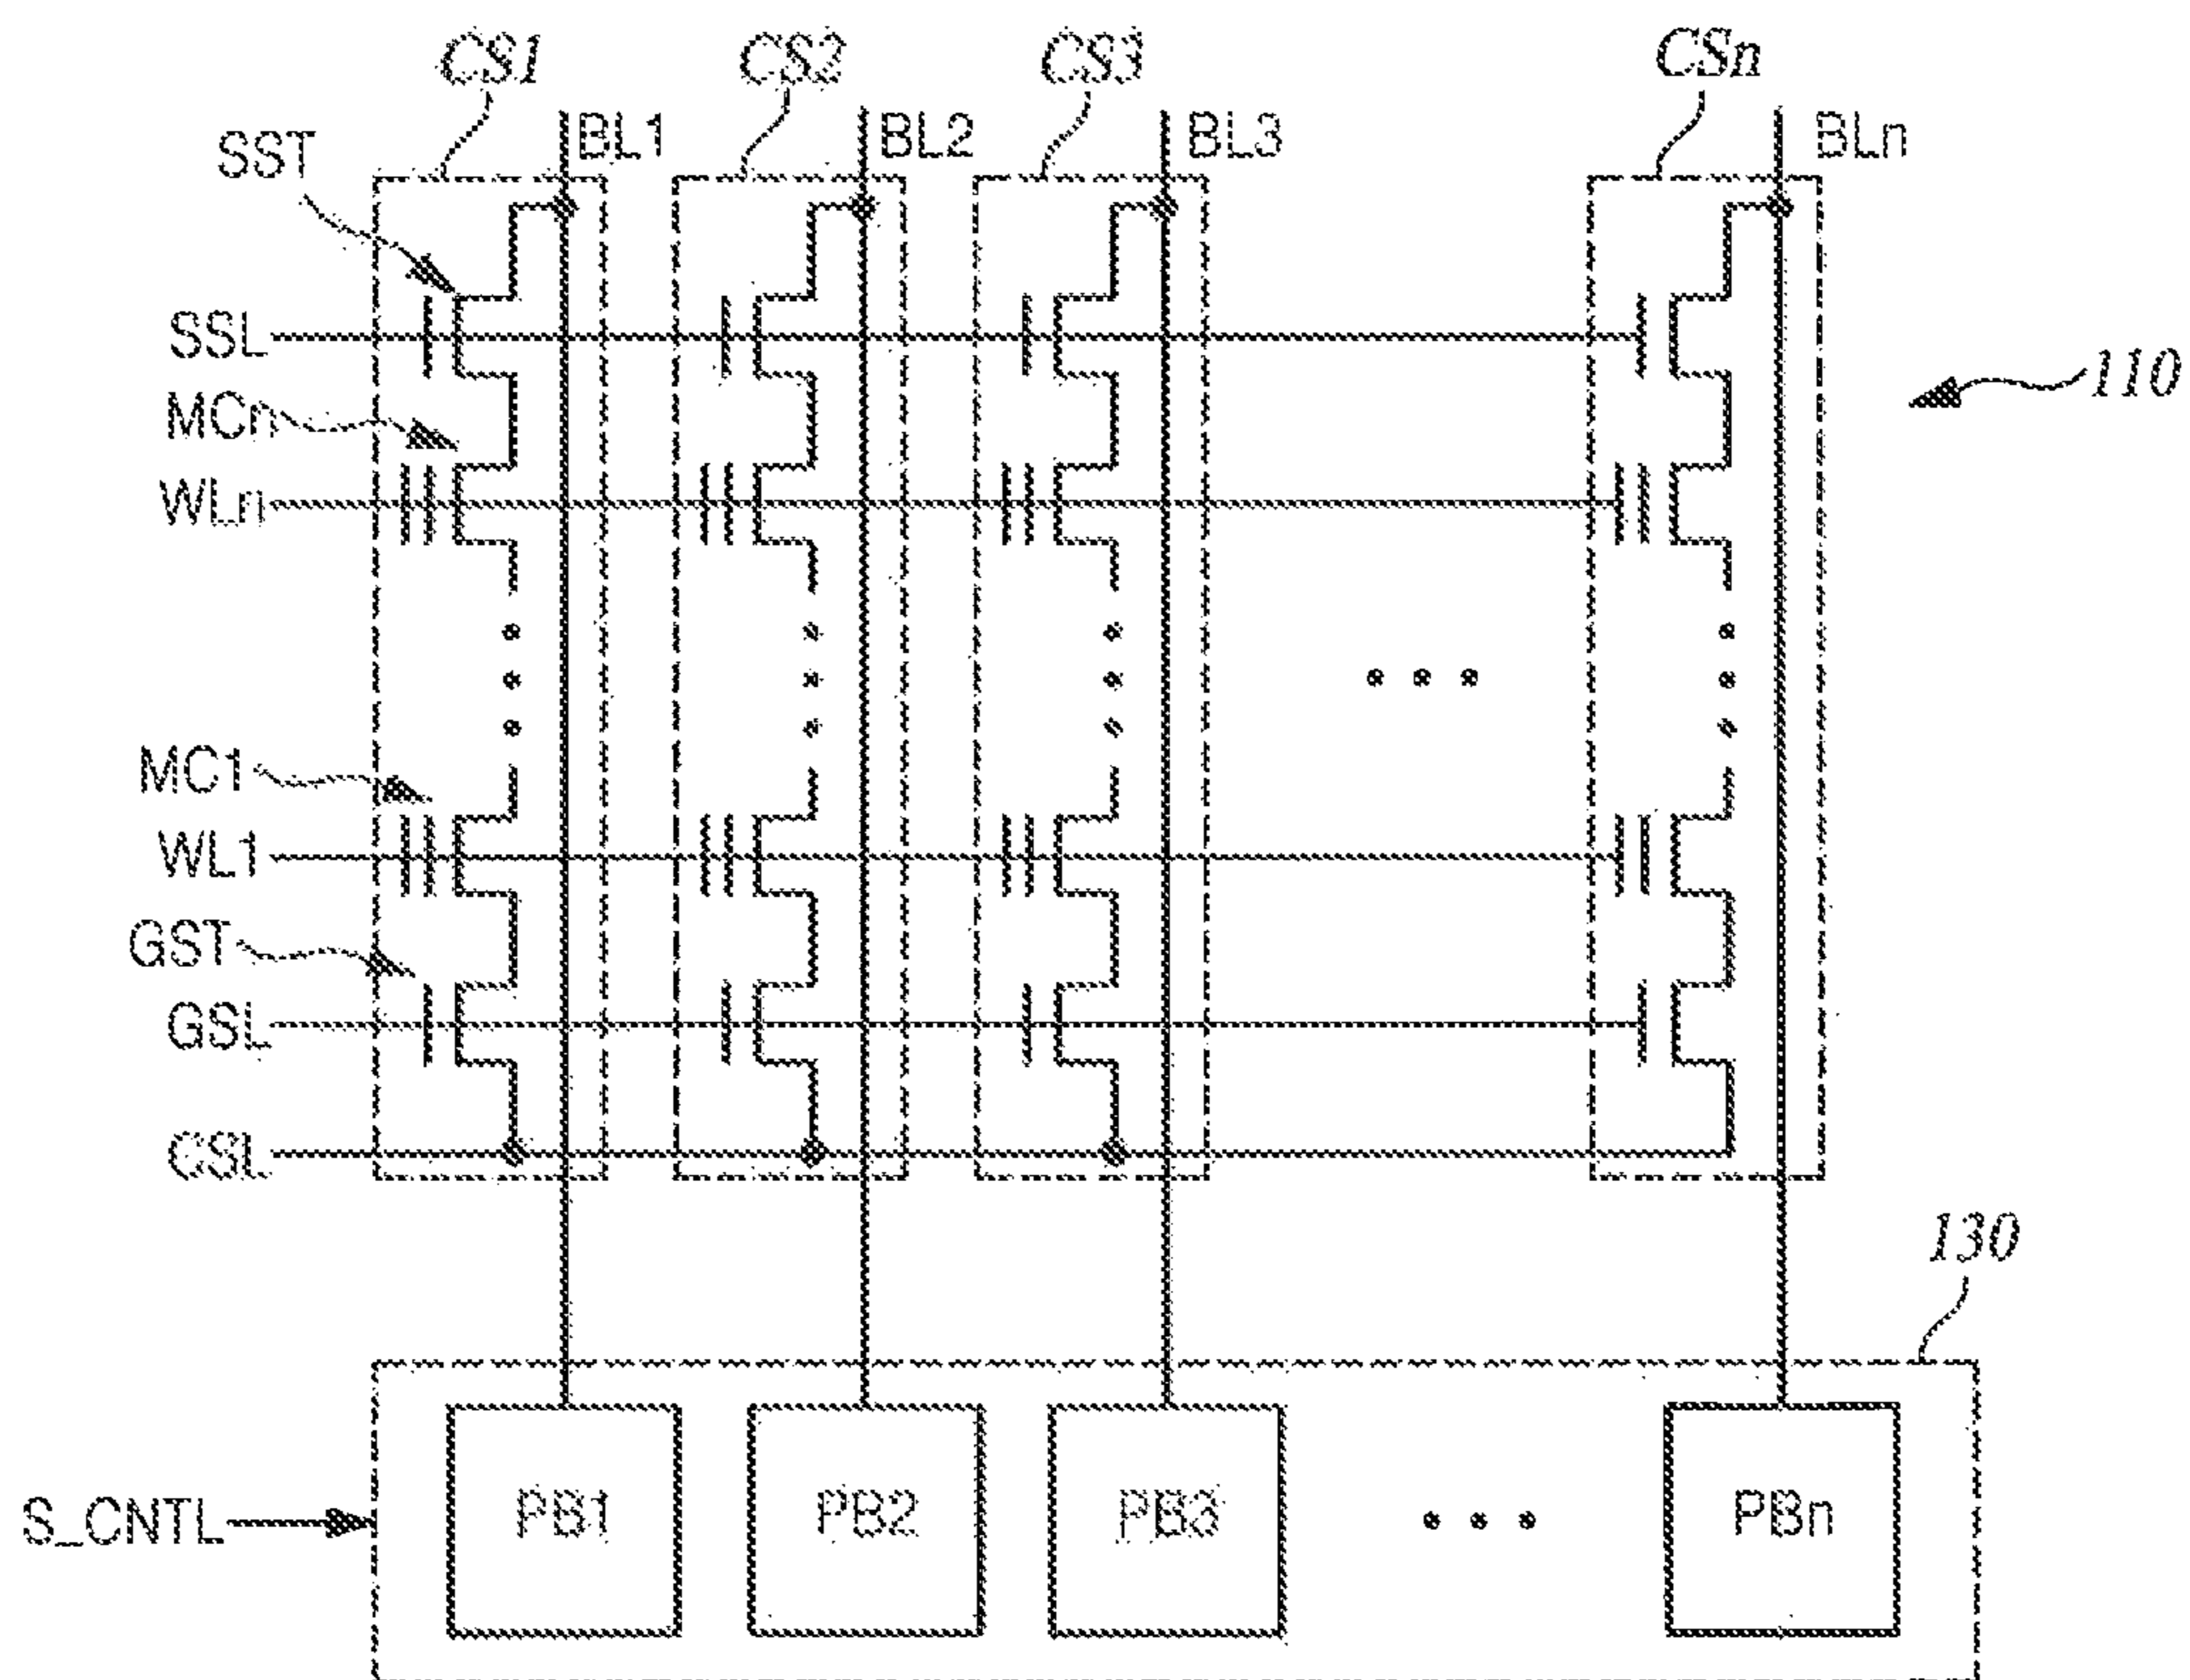 CS1 CS2 CS3 CSn
BL1 BL2 BL3 BLn
SST
SSL
110
MCn
WLn
MC1
WL1
GST
GSL
CSL
130
S_CNTL
PB1 PB2 PB3 PBn